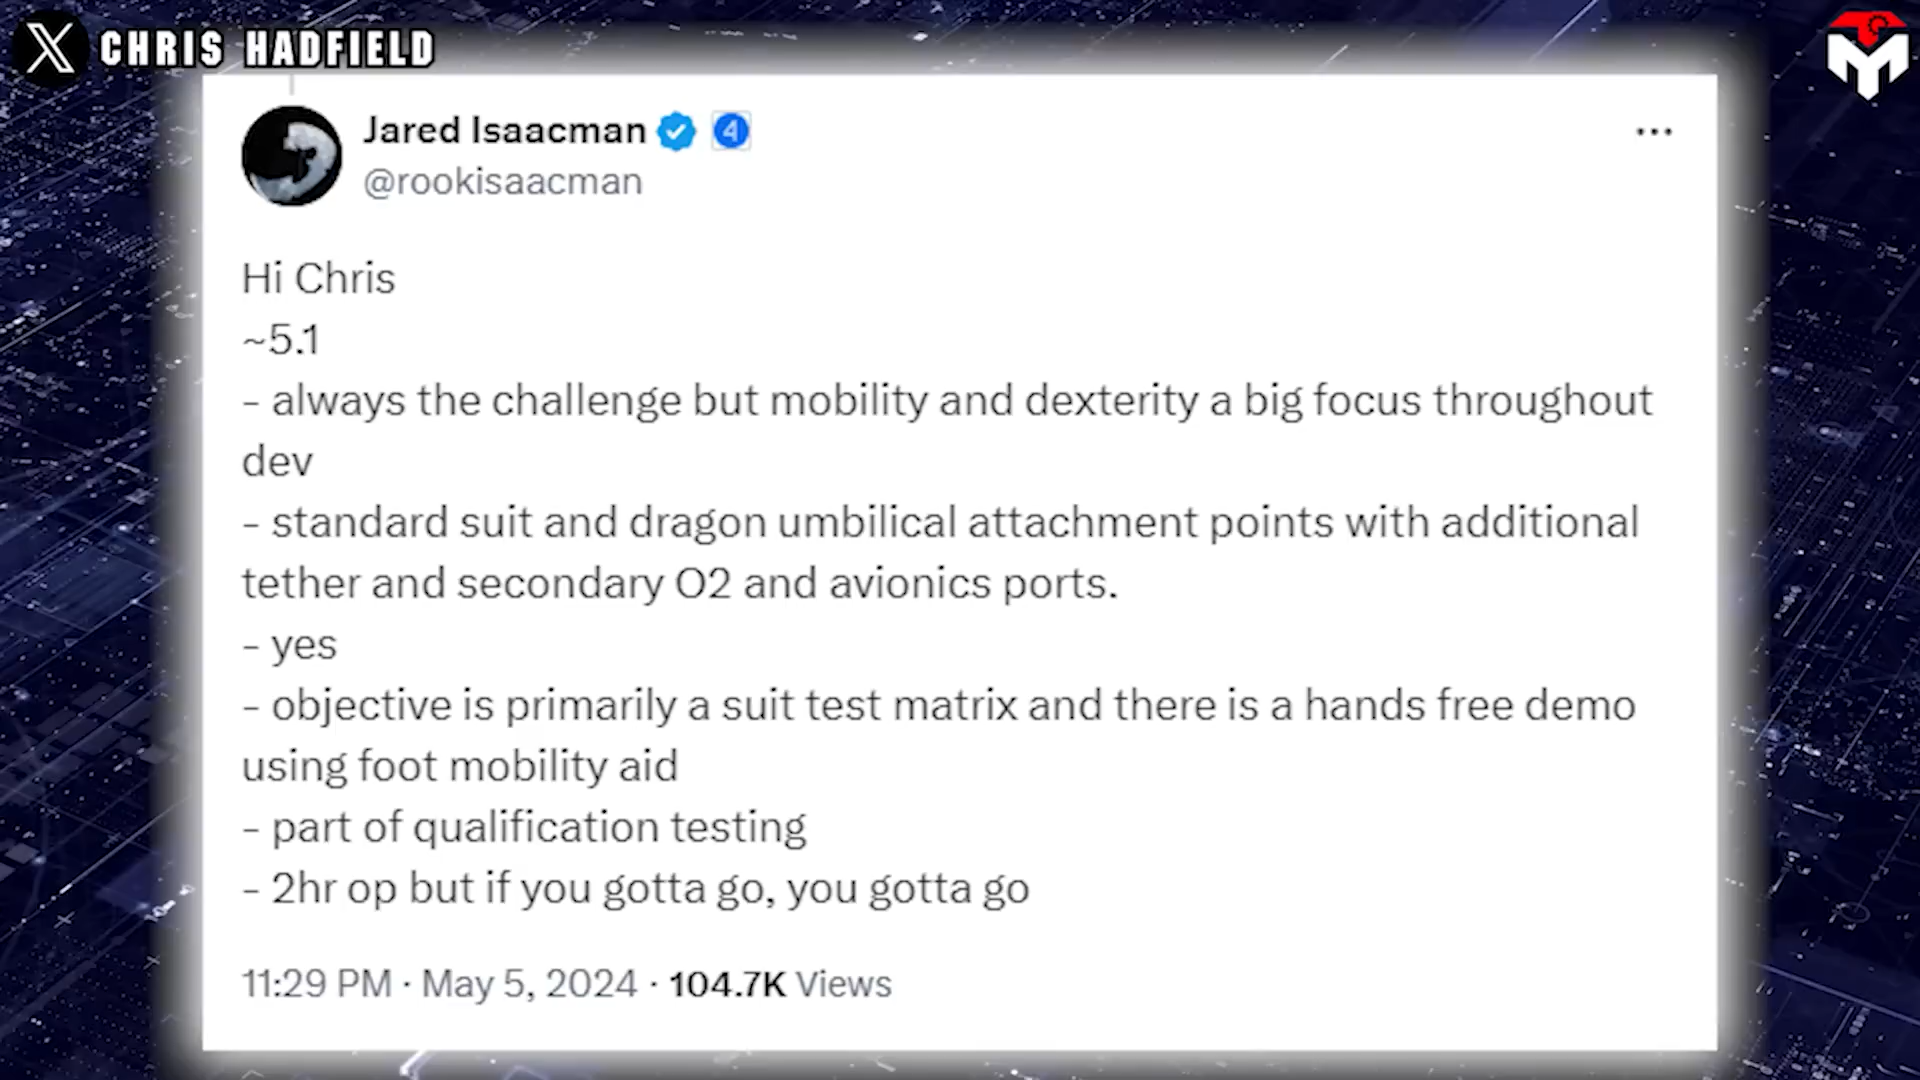 CHRIS HADFIELD
Jared Isaacman
@rookisaacman
Hi Chris
~5.1
- always the challenge but mobility and dexterity a big focus throughout
dev
- standard suit and dragon umbilical attachment points with additional
tether and secondary O2 and avionics ports.
- yes
- objective is primarily a suit test matrix and there is a hands free demo
using foot mobility aid
- part of qualification testing
- 2hr op but if you gotta go, you gotta go
11:29 PM · May 5, 2024 · 104.7K Views